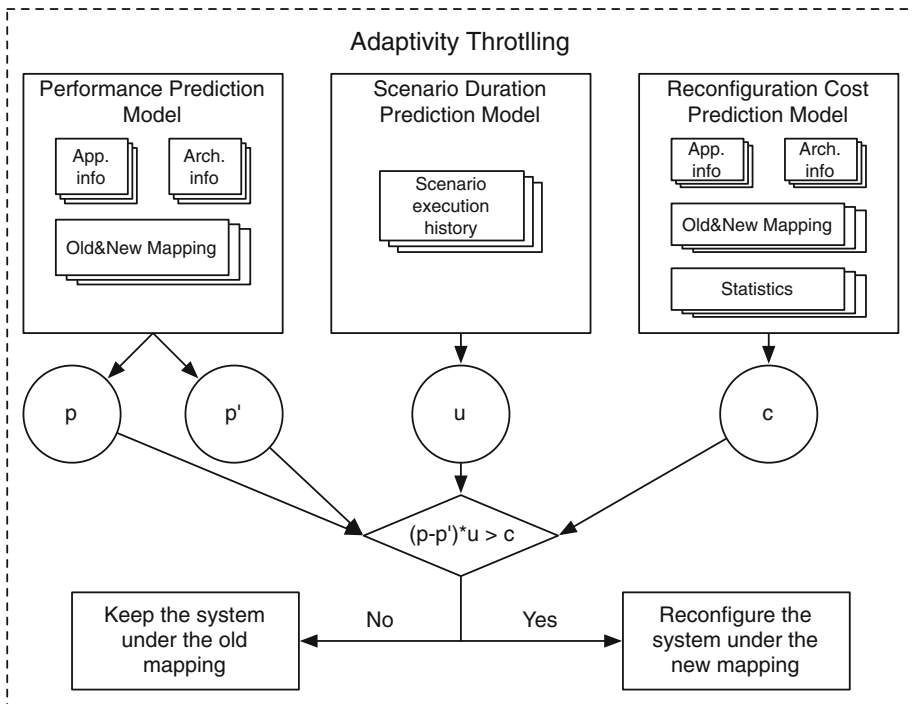 Adaptivity Throtlling
Performance Prediction
Model
App.
info
Arch.
info
Old&New Mapping
Scenario Duration
Prediction Model
Scenario
execution
history
Reconfiguration Cost
Prediction Model
App.
info
Arch.
info
Old&New Mapping
Statistics
p
p'
u
c
(p-p')*u > c
No
Yes
Keep the system
under the old
mapping
Reconfigure the
system under the
new mapping